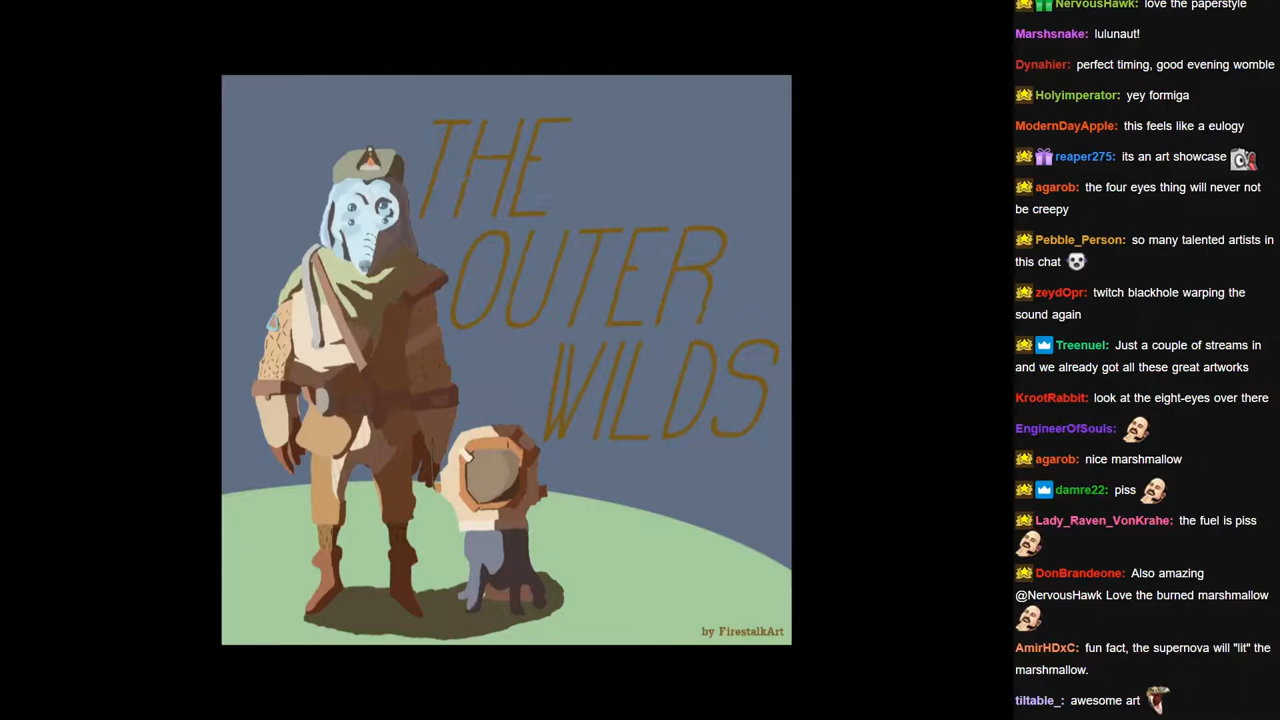 THE
OUTER
WILDS
by FirestalkArt
NervousHawk: love the paperstyle
Marshsnake: lulunaut!
Dynahier: perfect timing, good evening womble
Holyimperator: yey formiga
ModernDayApple: this feels like a eulogy
reaper275: its an art showcase
agarob: the four eyes thing will never not
be creepy
Pebble_Person: so many talented artists in
this chat
zeydOpr: twitch blackhole warping the
sound again
Treenuel: Just a couple of streams in
and we already got all these great artworks
KrootRabbit: look at the eight-eyes over there
EngineerOfSouls:
agarob: nice marshmallow
damre22: piss
Lady_Raven_VonKrahe: the fuel is piss
DonBrandeone: Also amazing
@NervousHawk Love the burned marshmallow
AmirHDxC: fun fact, the supernova will "lit" the
marshmallow.
tiltable_: awesome art